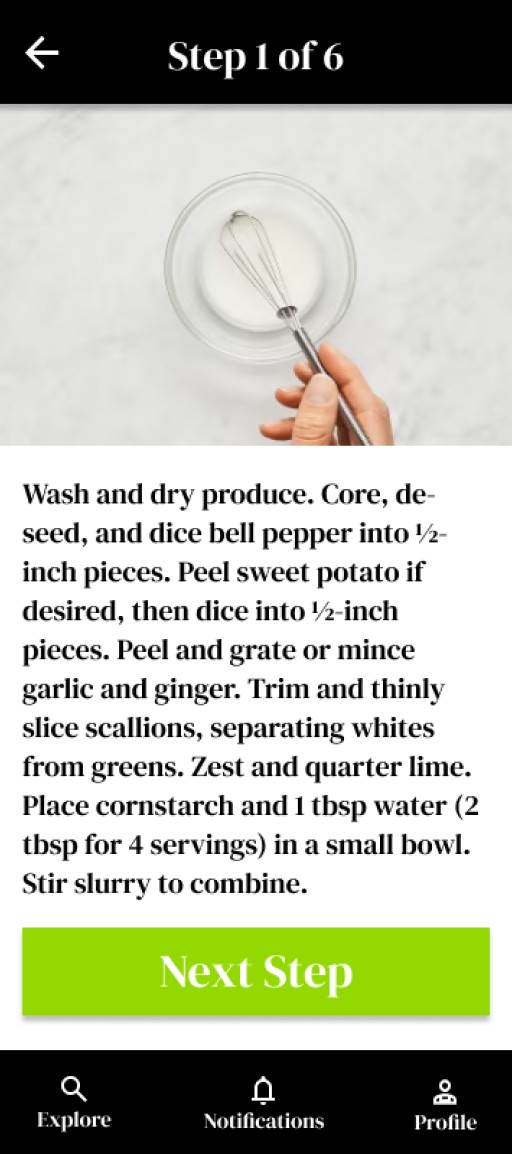 Step 1 of 6
Wash and dry produce. Core, de-
seed, and dice bell pepper into ½-
inch pieces. Peel sweet potato if
desired, then dice into ½-inch
pieces. Peel and grate or mince
garlic and ginger. Trim and thinly
slice scallions, separating whites
from greens. Zest and quarter lime.
Place cornstarch and 1 tbsp water (2
tbsp for 4 servings) in a small bowl.
Stir slurry to combine.
Next Step
Explore
Notifications
Profile